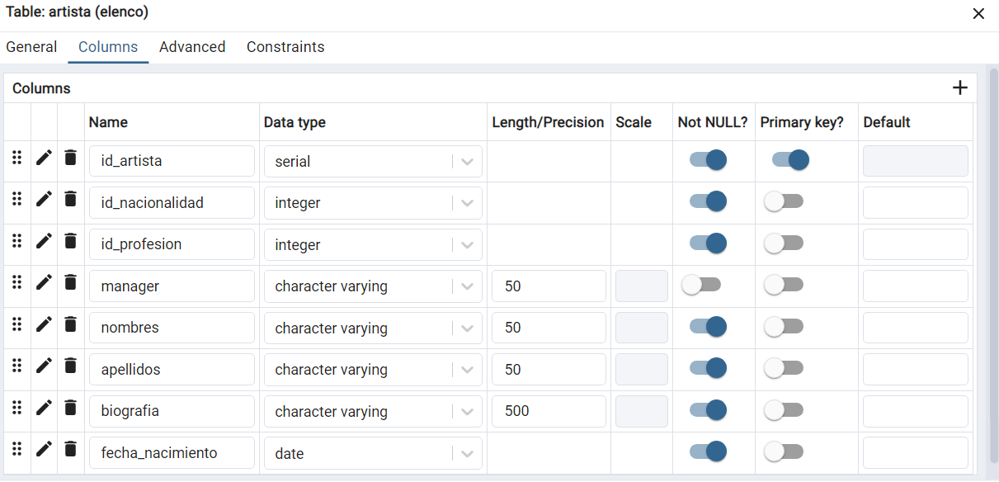 Table: artista (elenco)
General Columns Advanced Constraints
Columns
Name Data type Length/Precision Scale Not NULL? Primary key? Default
id_artista serial
id_nacionalidad integer
id_profesion integer
manager character varying 50
nombres character varying 50
apellidos character varying 50
biografia character varying 500
fecha_nacimiento date